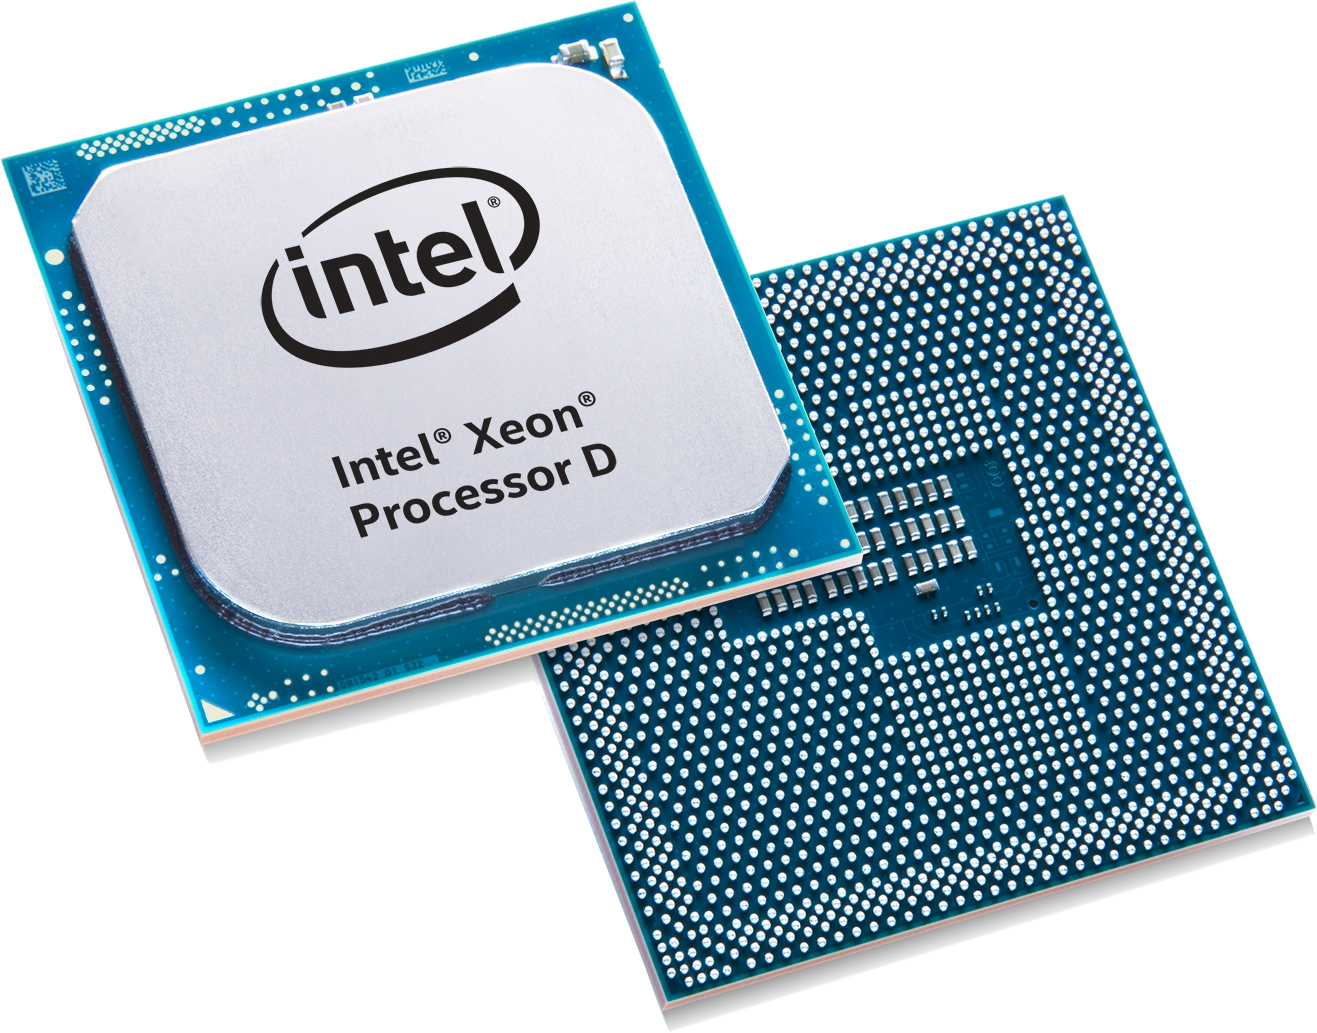 intel®
Intel® Xeon®
Processor D